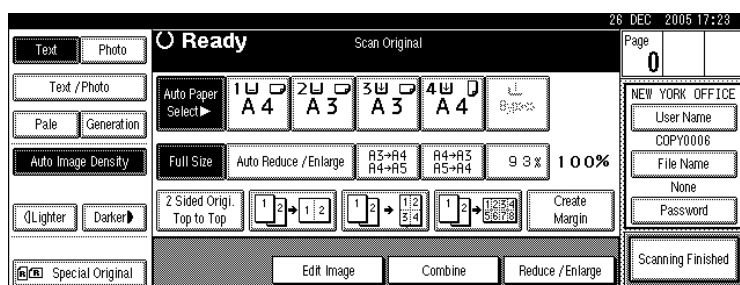 26 DEC 2005 17:23
Text Photo
Ready Scan Original
Page
0
Text / Photo
Auto Paper
Select▶
1 A 4
2 A 3
3 A 3
4 A 4
Bypass
NEW YORK OFFICE
User Name
Pale Generation
COPY0006
Auto Image Density
Full Size Auto Reduce / Enlarge
A3→A4
A4→A5
A4→A3
A5→A4
93% 100%
File Name
None
2 Sided Origi.
Top to Top
1 2 → 1 2
1 2 → 1 2
3 4
1 2 → 1 2 3 4
5 6 7 8
Create
Margin
Password
Lighter Darker
Special Original
Edit Image Combine Reduce / Enlarge
Scanning Finished